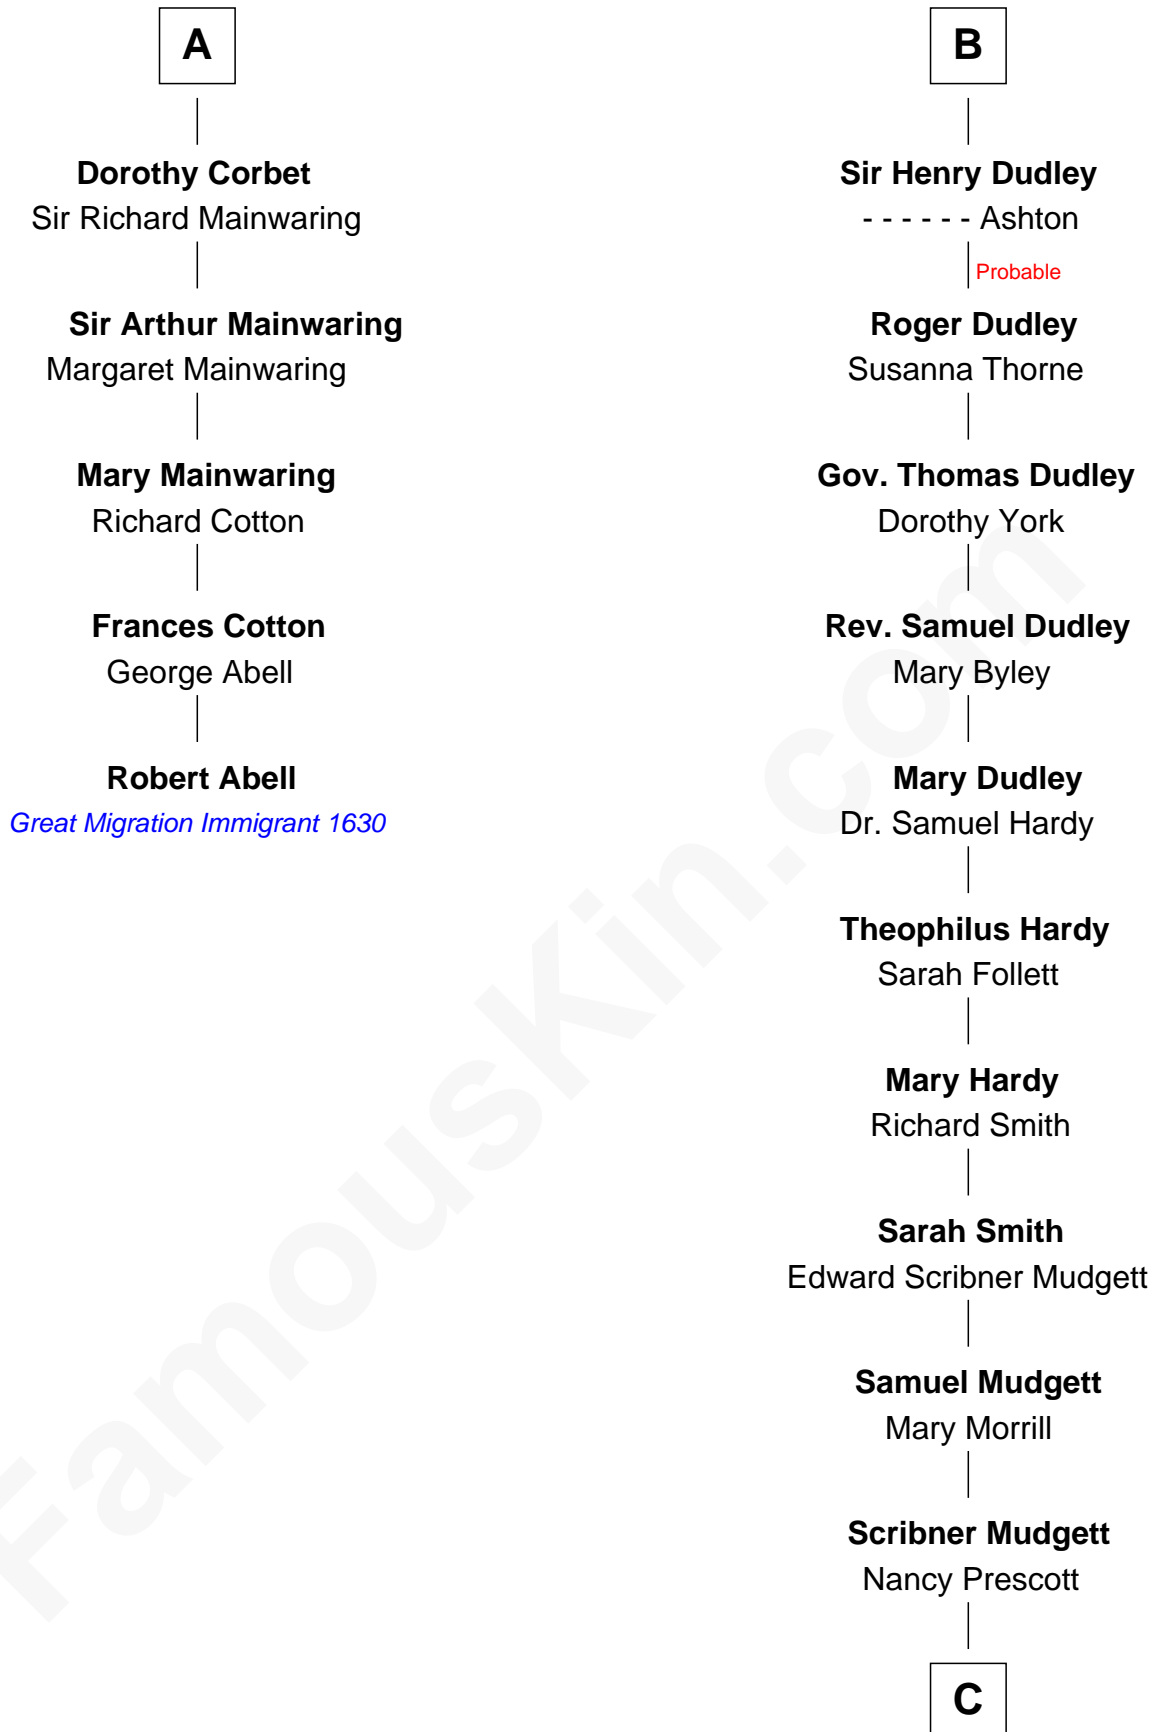 A
Dorothy Corbet
Sir Richard Mainwaring
Sir Arthur Mainwaring
Margaret Mainwaring
Mary Mainwaring
Richard Cotton
Frances Cotton
George Abell
Robert Abell
Great Migration Immigrant 1630
B
Sir Henry Dudley
- - - - - - Ashton
Probable
Roger Dudley
Susanna Thorne
Gov. Thomas Dudley
Dorothy York
Rev. Samuel Dudley
Mary Byley
Mary Dudley
Dr. Samuel Hardy
Theophilus Hardy
Sarah Follett
Mary Hardy
Richard Smith
Sarah Smith
Edward Scribner Mudgett
Samuel Mudgett
Mary Morrill
Scribner Mudgett
Nancy Prescott
C
FamousKin.com